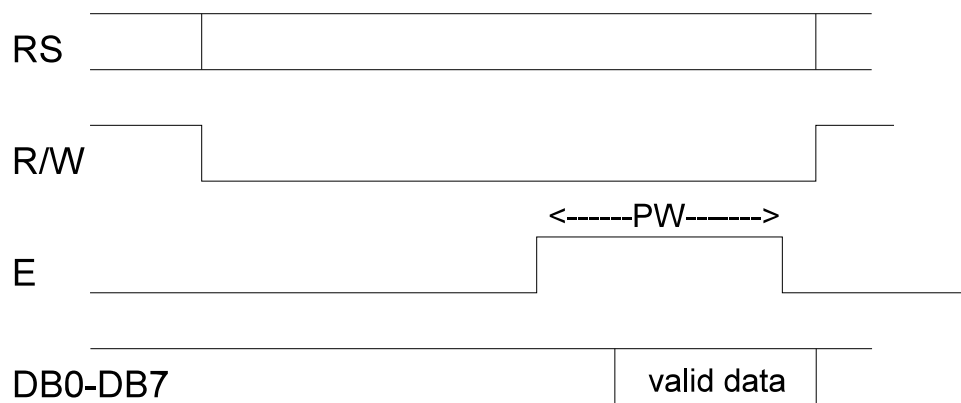 RS
R/W
<------PW------->
E
DB0-DB7
valid data